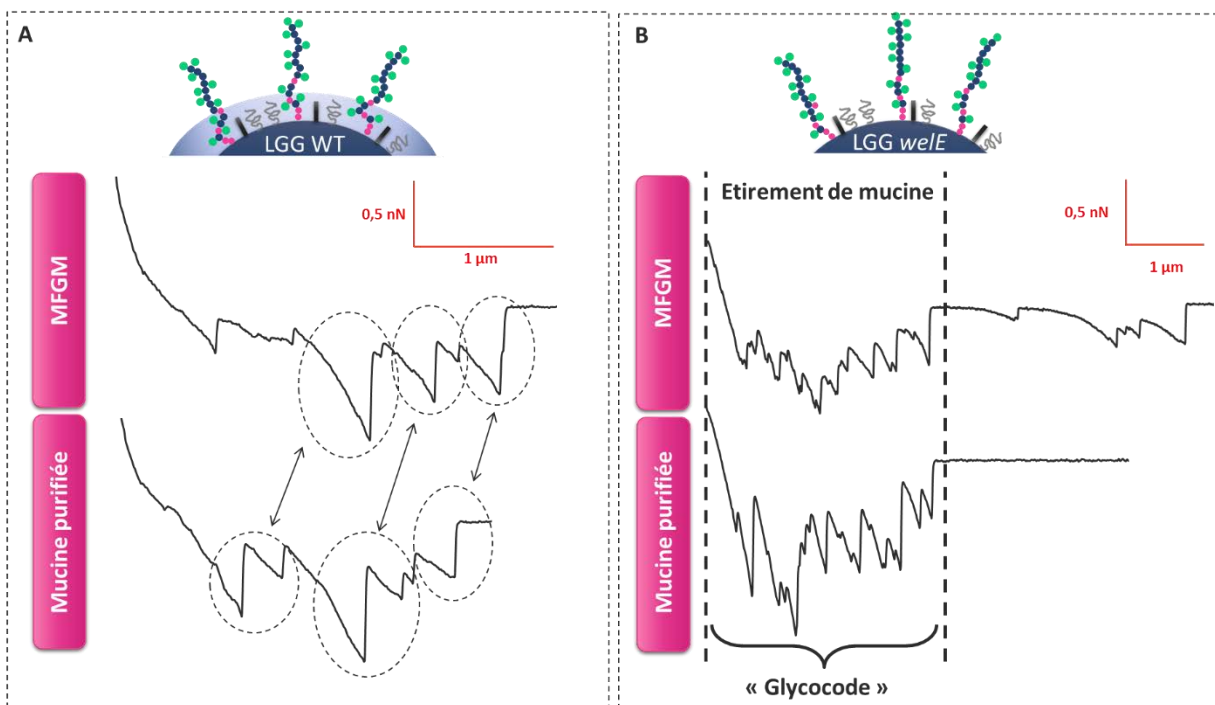 A
LGG WT
MFGM
Mucine purifiée
0,5 nN
1 µm
B
LGG welE
Etirement de mucine
MFGM
Mucine purifiée
0,5 nN
1 µm
« Glycocode »